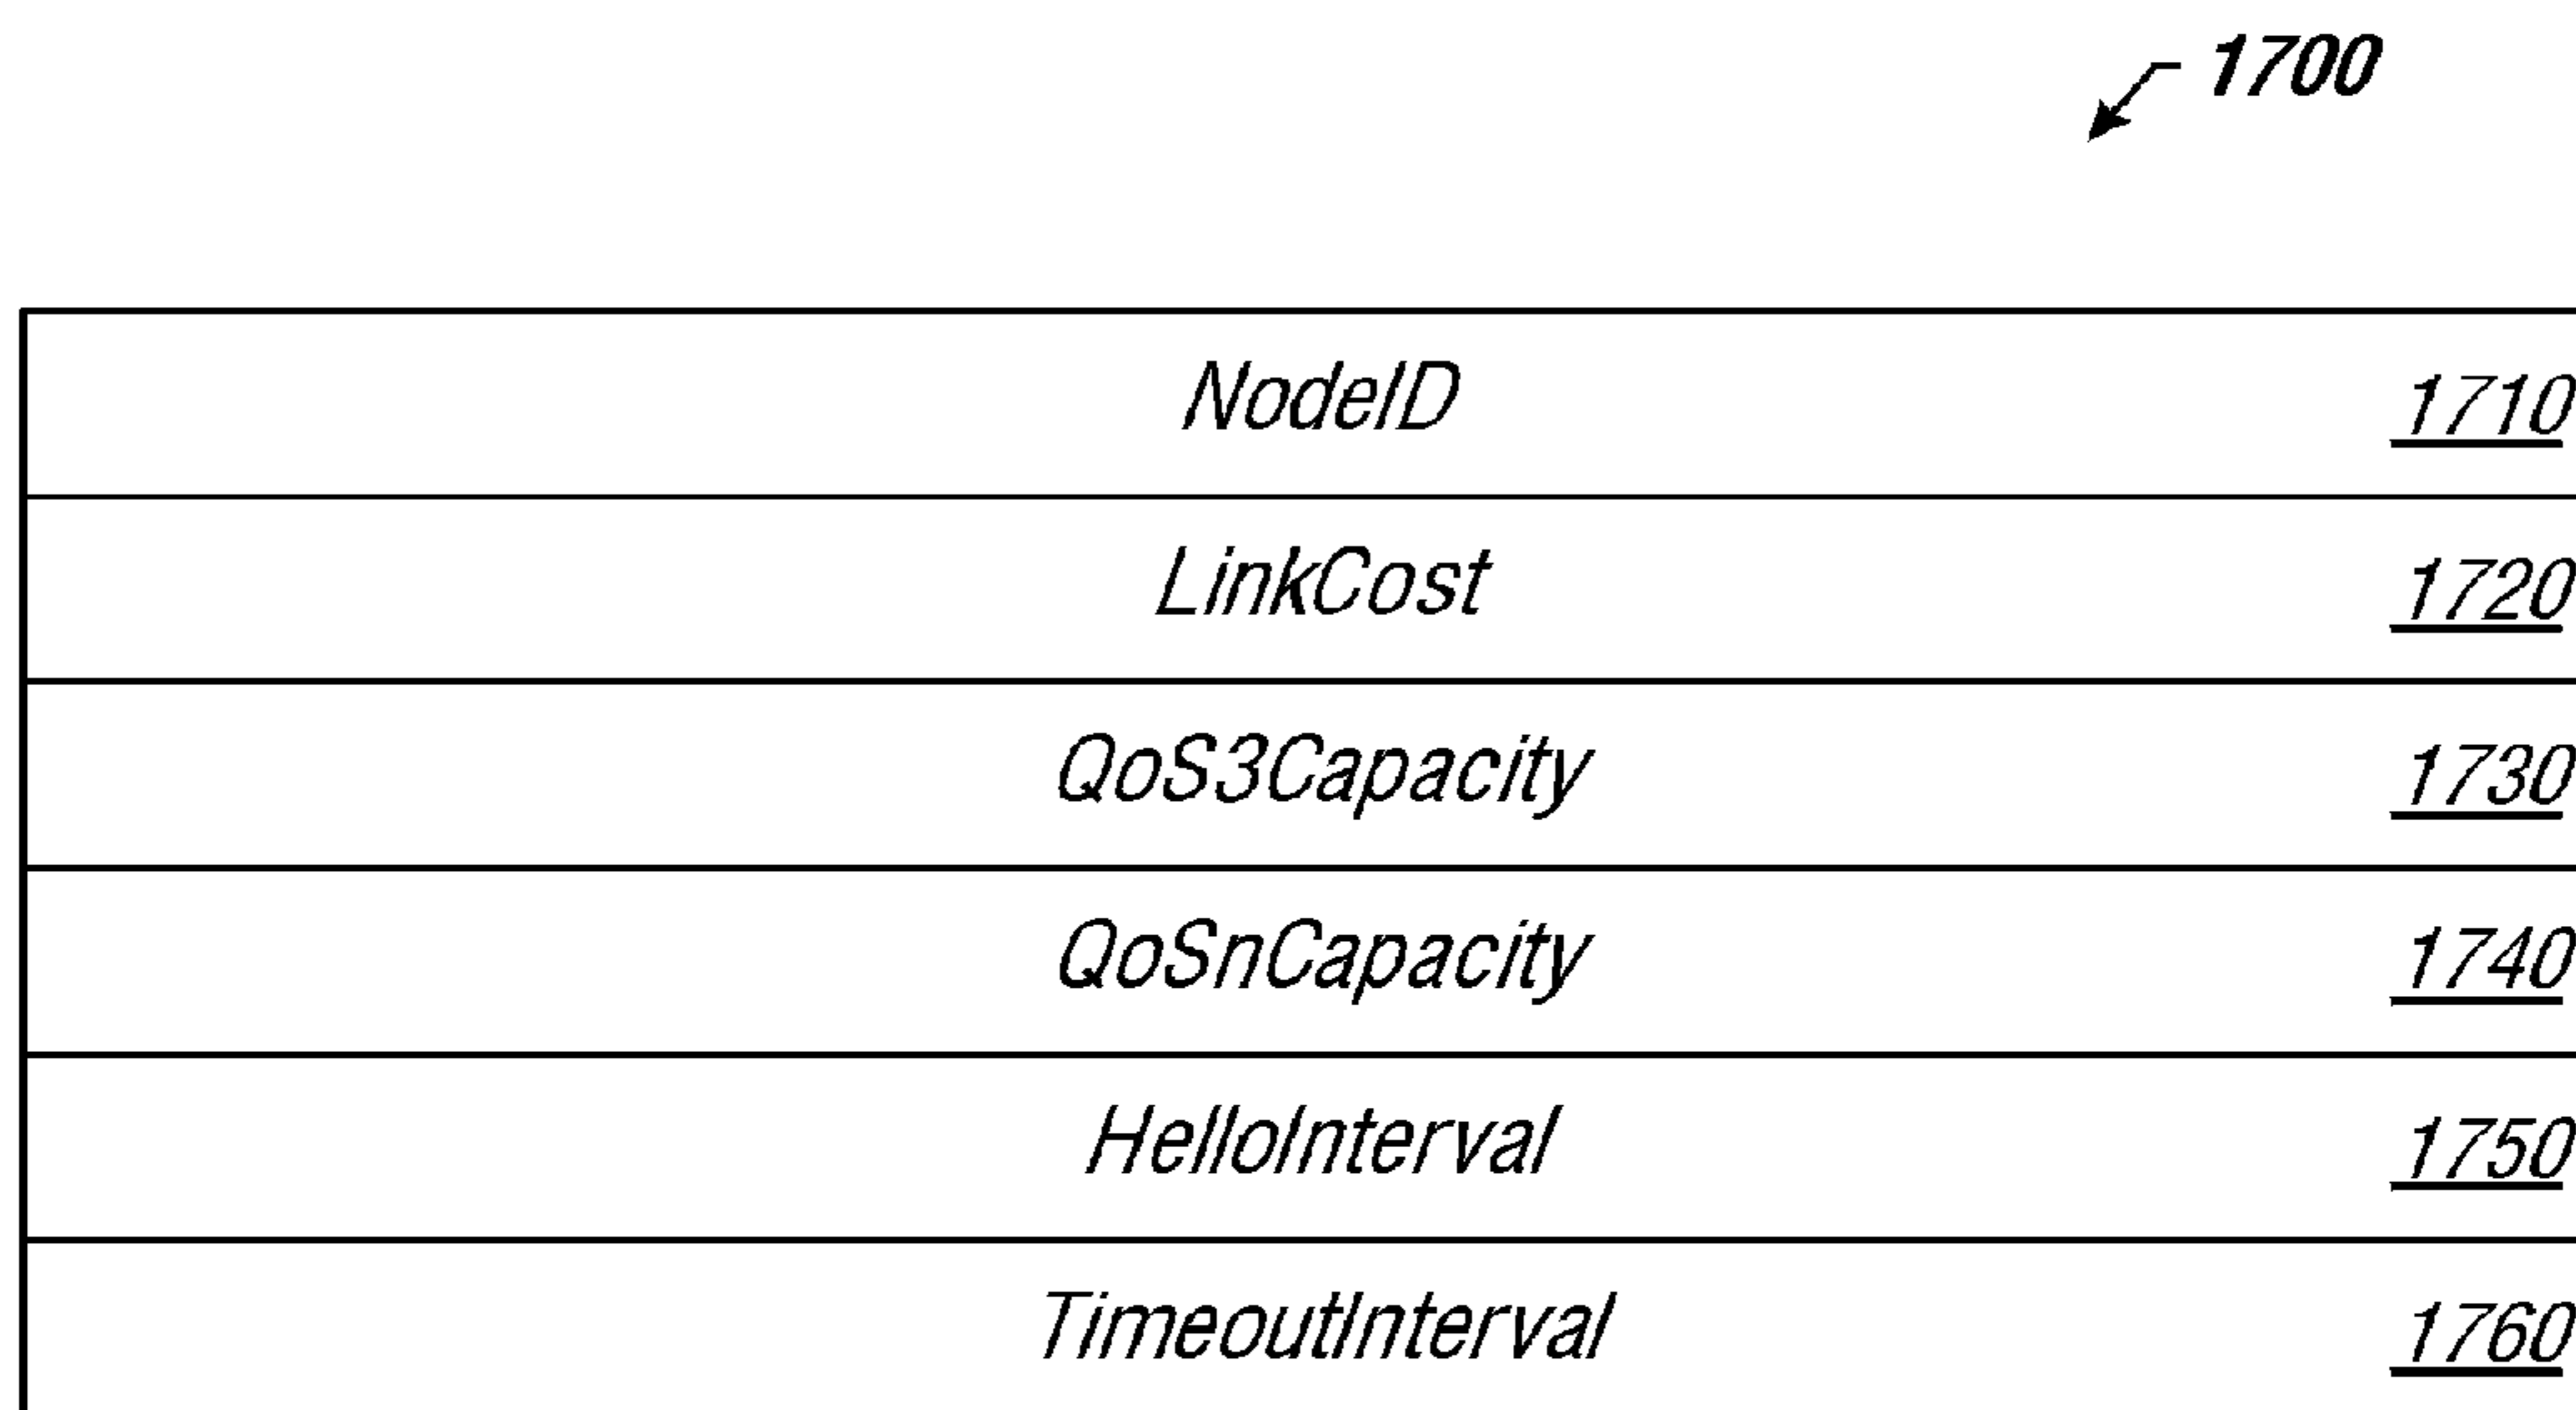 1700
NodeID 1710
LinkCost 1720
QoS3Capacity 1730
QoSnCapacity 1740
HelloInterval 1750
TimeoutInterval 1760